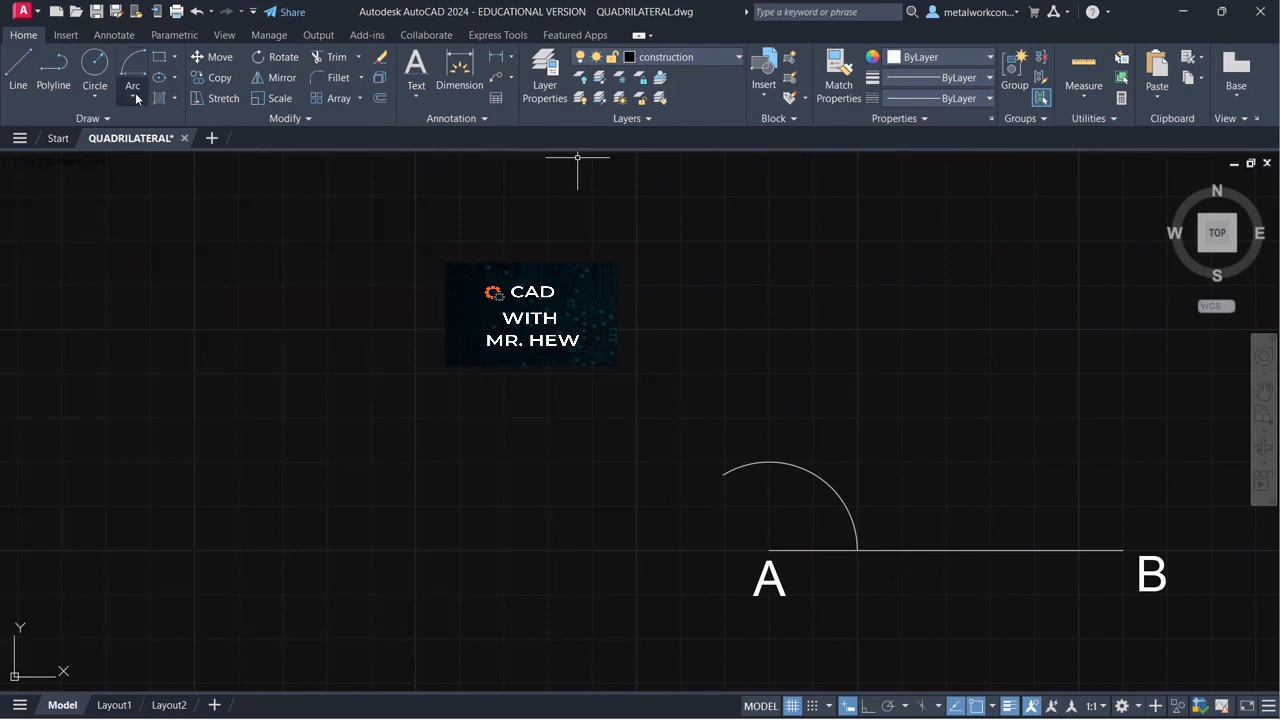 Share
Autodesk AutoCAD 2024 - EDUCATIONAL VERSION QUADRILATERAL.dwg
Type a keyword or phrase
metalworkcon...
Home Insert Annotate Parametric View Manage Output Add-ins Collaborate Express Tools Featured Apps
Line Polyline Circle Arc
Move Rotate Trim
Copy Mirror Fillet
Stretch Scale Array
Text Dimension
Layer Properties
construction
Insert
Match Properties
ByLayer
ByLayer
ByLayer
Group
Measure
Paste
Base
Draw Modify Annotation Layers Block Properties Groups Utilities Clipboard View
Start QUADRILATERAL*
N
W TOP E
S
WCS
CAD
WITH
MR. HEW
A B
Y
X
Model Layout1 Layout2
MODEL 1:1